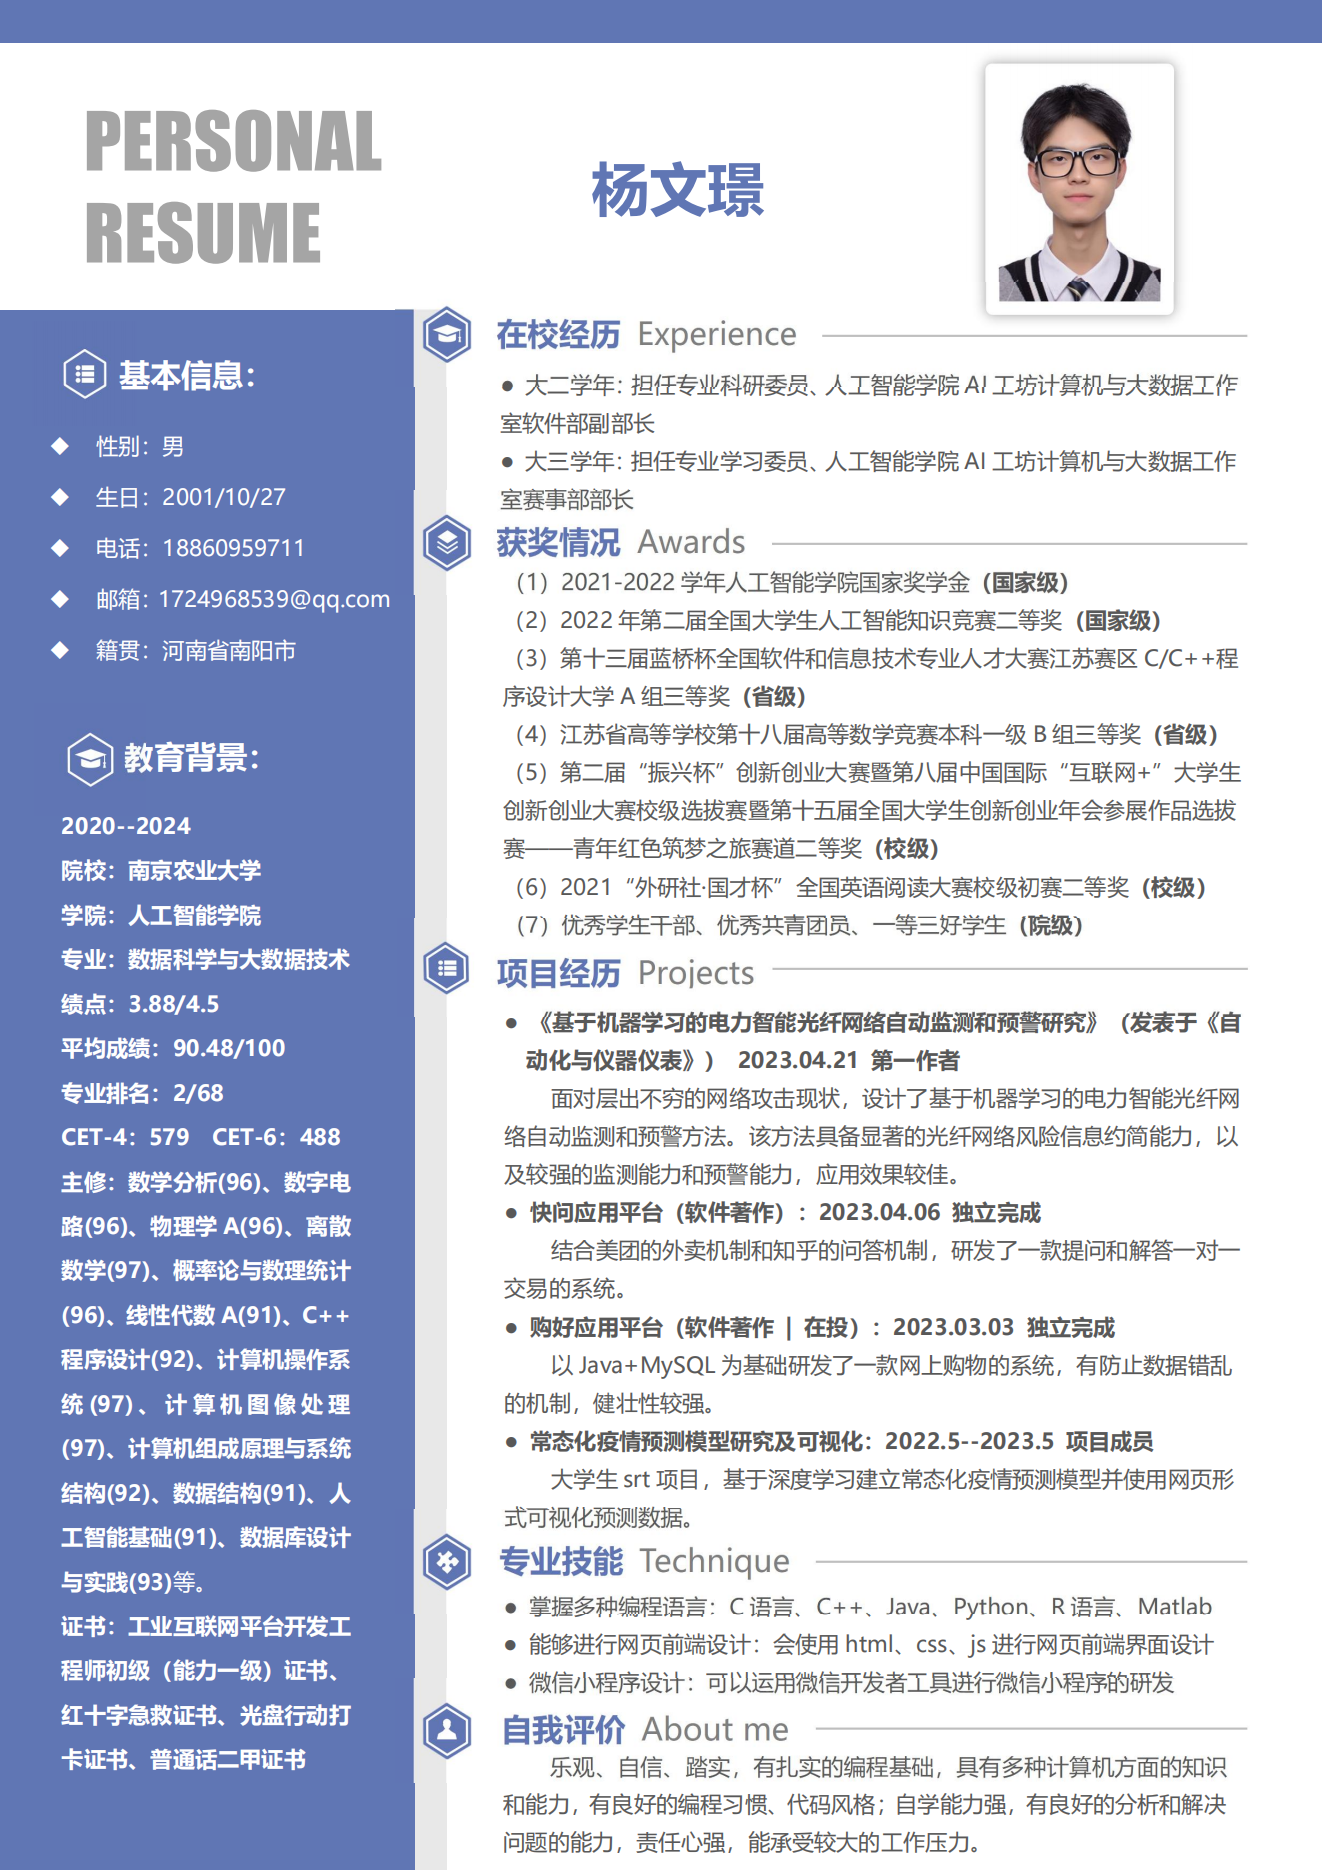 PERSONAL
RESUME
杨文璟
基本信息：
◆ 性别：男
◆ 生日：2001/10/27
◆ 电话：18860959711
◆ 邮箱：1724968539@qq.com
◆ 籍贯：河南省南阳市
教育背景：
2020--2024
院校：南京农业大学
学院：人工智能学院
专业：数据科学与大数据技术
绩点：3.88/4.5
平均成绩：90.48/100
专业排名：2/68
CET-4：579 CET-6：488
主修：数学分析(96)、数字电
路(96)、物理学 A(96)、离散
数学(97)、概率论与数理统计
(96)、线性代数 A(91)、C++
程序设计(92)、计算机操作系
统(97)、计算机图像处理
(97)、计算机组成原理与系统
结构(92)、数据结构(91)、人
工智能基础(91)、数据库设计
与实践(93)等。
证书：工业互联网平台开发工
程师初级（能力一级）证书、
红十字急救证书、光盘行动打
卡证书、普通话二甲证书
在校经历 Experience
● 大二学年：担任专业科研委员、人工智能学院 AI 工坊计算机与大数据工作
室软件部副部长
● 大三学年：担任专业学习委员、人工智能学院 AI 工坊计算机与大数据工作
室赛事部部长
获奖情况 Awards
（1）2021-2022 学年人工智能学院国家奖学金（国家级）
（2）2022 年第二届全国大学生人工智能知识竞赛二等奖（国家级）
（3）第十三届蓝桥杯全国软件和信息技术专业人才大赛江苏赛区 C/C++程
序设计大学 A 组三等奖（省级）
（4）江苏省高等学校第十八届高等数学竞赛本科一级 B 组三等奖（省级）
（5）第二届“振兴杯”创新创业大赛暨第八届中国国际“互联网+”大学生
创新创业大赛校级选拔赛暨第十五届全国大学生创新创业年会参展作品选拔
赛——青年红色筑梦之旅赛道二等奖（校级）
（6）2021“外研社·国才杯”全国英语阅读大赛校级初赛二等奖（校级）
（7）优秀学生干部、优秀共青团员、一等三好学生（院级）
项目经历 Projects
● 《基于机器学习的电力智能光纤网络自动监测和预警研究》（发表于《自
动化与仪器仪表》） 2023.04.21 第一作者
面对层出不穷的网络攻击现状，设计了基于机器学习的电力智能光纤网
络自动监测和预警方法。该方法具备显著的光纤网络风险信息约简能力，以
及较强的监测能力和预警能力，应用效果较佳。
● 快问应用平台（软件著作）：2023.04.06 独立完成
结合美团的外卖机制和知乎的问答机制，研发了一款提问和解答一对一
交易的系统。
● 购好应用平台（软件著作 | 在投）：2023.03.03 独立完成
以 Java+MySQL 为基础研发了一款网上购物的系统，有防止数据错乱
的机制，健壮性较强。
● 常态化疫情预测模型研究及可视化：2022.5--2023.5 项目成员
大学生 srt 项目，基于深度学习建立常态化疫情预测模型并使用网页形
式可视化预测数据。
专业技能 Technique
● 掌握多种编程语言：C 语言、C++、Java、Python、R 语言、Matlab
● 能够进行网页前端设计：会使用 html、css、js 进行网页前端界面设计
● 微信小程序设计：可以运用微信开发者工具进行微信小程序的研发
自我评价 About me
乐观、自信、踏实，有扎实的编程基础，具有多种计算机方面的知识
和能力，有良好的编程习惯、代码风格；自学能力强，有良好的分析和解决
问题的能力，责任心强，能承受较大的工作压力。